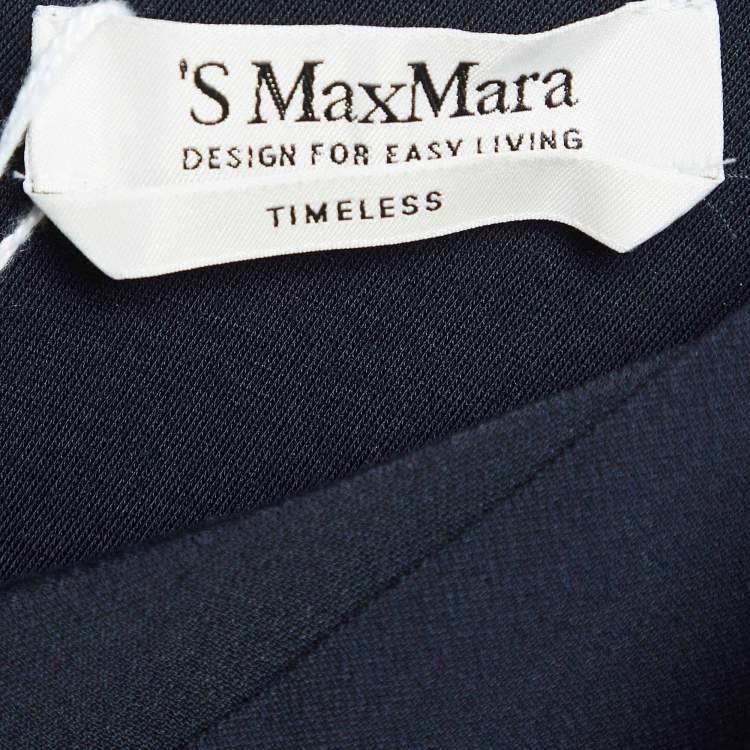 'S MaxMara
DESIGN FOR EASY LIVING
TIMELESS